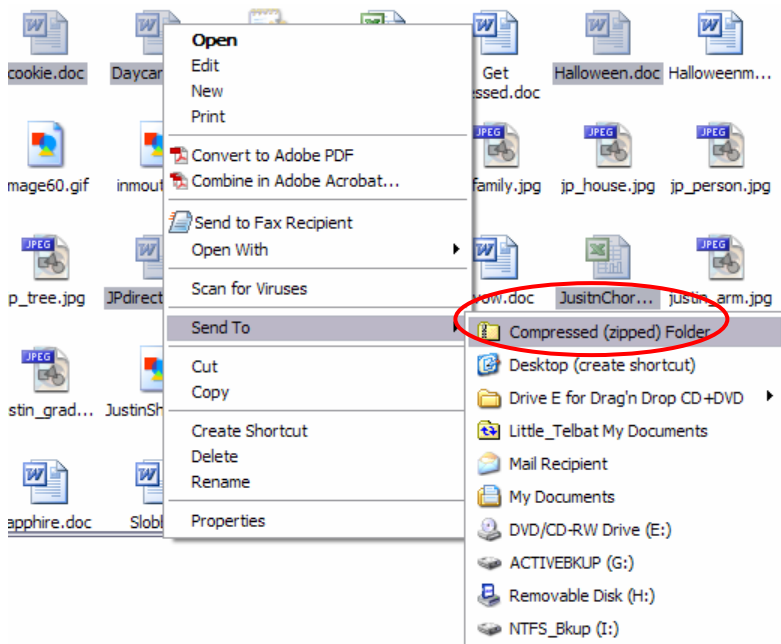 cookie.doc
Daycar
Get
ssed.doc
Halloween.doc
Halloweenm...
mage60.gif
inmout
family.jpg
jp_house.jpg
jp_person.jpg
p_tree.jpg
JPdirect
vow.doc
JusitnChor...
justin_arm.jpg
stin_grad...
JustinSh
apphire.doc
Slobl
Open
Edit
New
Print
Convert to Adobe PDF
Combine in Adobe Acrobat...
Send to Fax Recipient
Open With
Scan for Viruses
Send To
Cut
Copy
Create Shortcut
Delete
Rename
Properties
Compressed (zipped) Folder
Desktop (create shortcut)
Drive E for Drag'n Drop CD+DVD
Little_Telbat My Documents
Mail Recipient
My Documents
DVD/CD-RW Drive (E:)
ACTIVEBKUP (G:)
Removable Disk (H:)
NTFS_Bkup (I:)